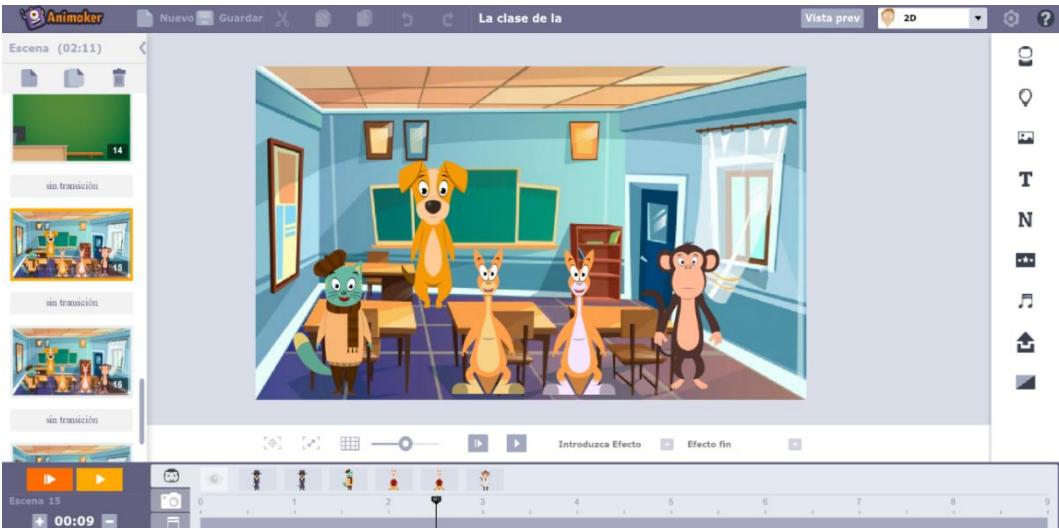 Animaker Nuevo Guardar La clase de la Vista prev 2D ?
Escena (02:11)
14
sin transición
15
sin transición
16
sin transición
T
N
Introduzca Efecto Efecto fin
Escena 15
0 1 2 3 4 5 6 7 8 9
+ 00:09 -